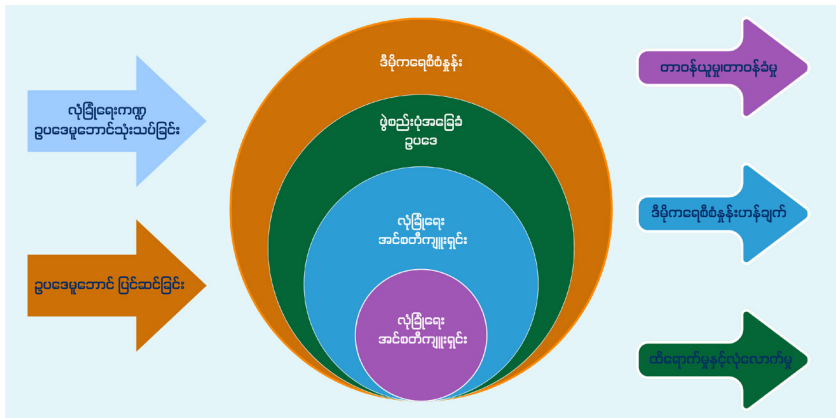 လုံခြုံရေးကဏ္ဍ
ဥပဒေမူဘောင်သုံးသပ်ခြင်း
ဥပဒေမူဘောင် ပြင်ဆင်ခြင်း
ဒီမိုကရေစီစံနှုန်း
ဖွဲ့စည်းပုံအခြေခံ
ဥပဒေ
လုံခြုံရေး
အင်စတီကျူးရှင်း
လုံခြုံရေး
အင်စတီကျူးရှင်း
တာဝန်ယူမှု၊တာဝန်ခံမှု
ဒီမိုကရေစီစံနှုန်းဟန်ချက်
ထိရောက်မှုနှင့်လုံလောက်မှု